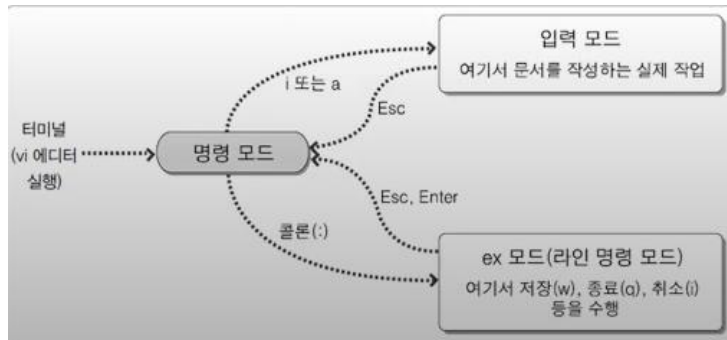 입력 모드
여기서 문서를 작성하는 실제 작업
i 또는 a
Esc
터미널
(vi 에디터
실행)
명령 모드
Esc, Enter
콜론(:)
ex 모드(라인 명령 모드)
여기서 저장(w), 종료(q), 취소(i)
등을 수행